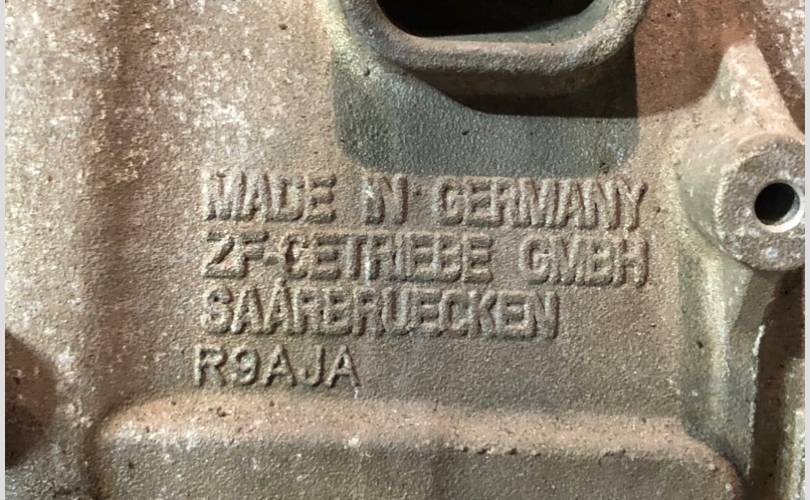 MADE IN GERMANY
ZF-GETRIEBE GMBH
SAARBRUECKEN
R9AJA